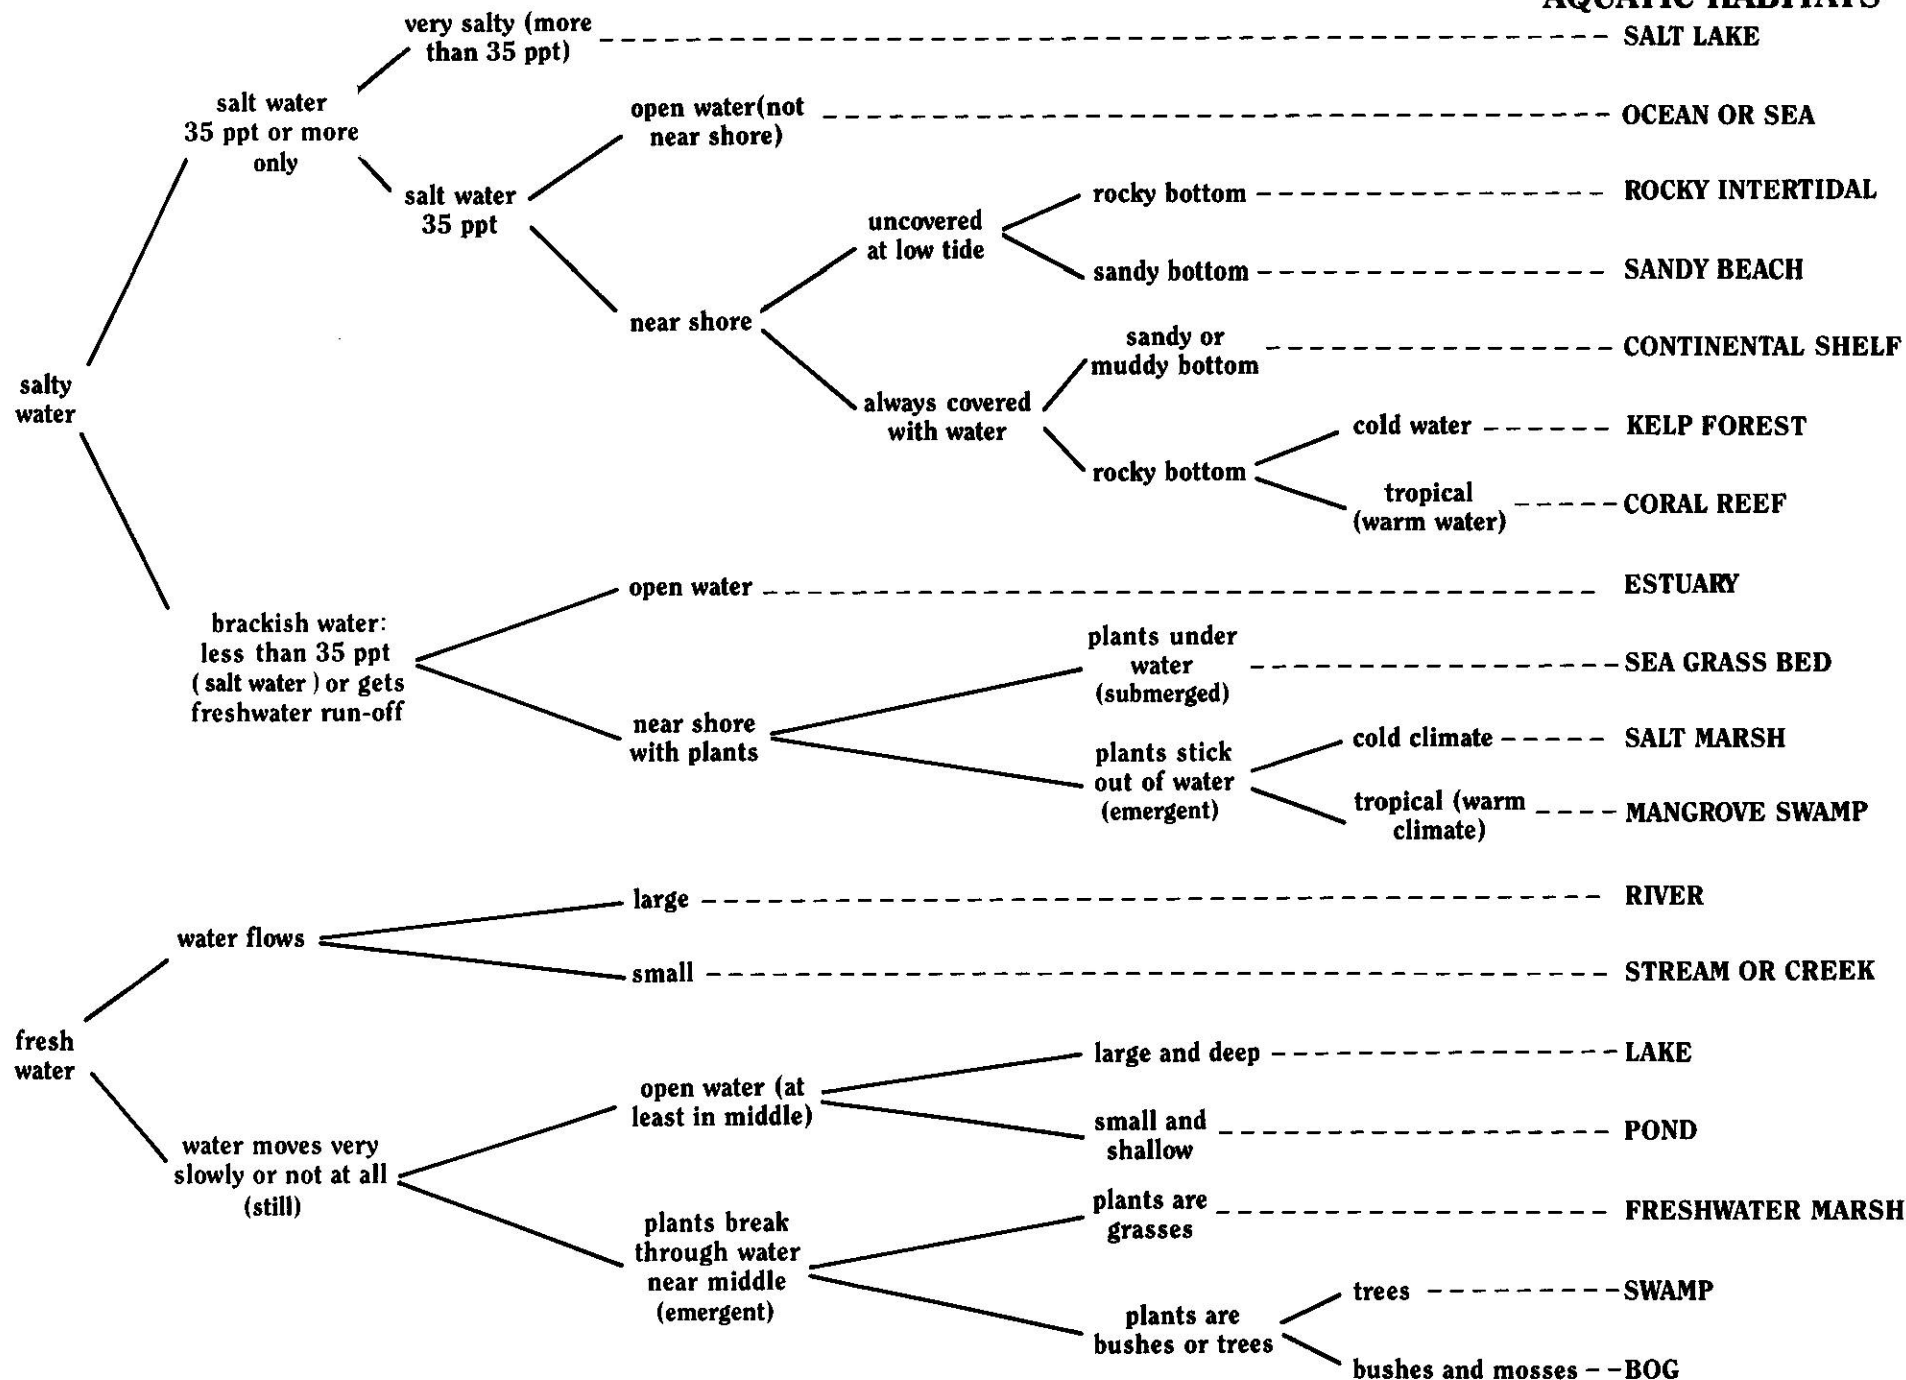 AQUATIC HABITATS
very salty (more
than 35 ppt)
SALT LAKE
salt water
35 ppt or more
only
open water(not
near shore)
OCEAN OR SEA
salt water
35 ppt
uncovered
at low tide
rocky bottom
ROCKY INTERTIDAL
sandy bottom
SANDY BEACH
near shore
sandy or
muddy bottom
CONTINENTAL SHELF
salty
water
always covered
with water
rocky bottom
cold water
KELP FOREST
tropical
(warm water)
CORAL REEF
brackish water:
less than 35 ppt
( salt water ) or gets
freshwater run-off
open water
ESTUARY
near shore
with plants
plants under
water
(submerged)
SEA GRASS BED
plants stick
out of water
(emergent)
cold climate
SALT MARSH
tropical (warm
climate)
MANGROVE SWAMP
fresh
water
water flows
large
RIVER
small
STREAM OR CREEK
water moves very
slowly or not at all
(still)
open water (at
least in middle)
large and deep
LAKE
small and
shallow
POND
plants break
through water
near middle
(emergent)
plants are
grasses
FRESHWATER MARSH
plants are
bushes or trees
trees
SWAMP
bushes and mosses
BOG